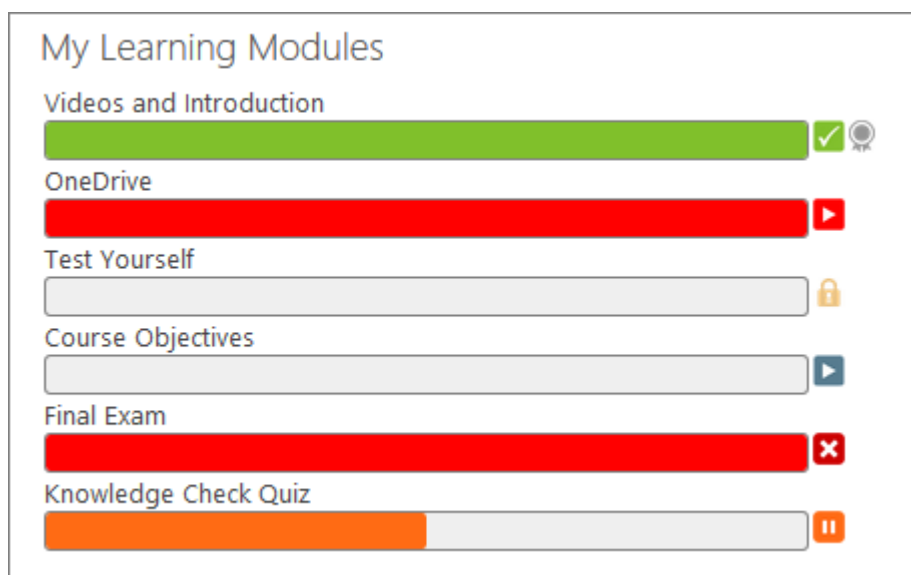 My Learning Modules
Videos and Introduction
OneDrive
Test Yourself
Course Objectives
Final Exam
Knowledge Check Quiz